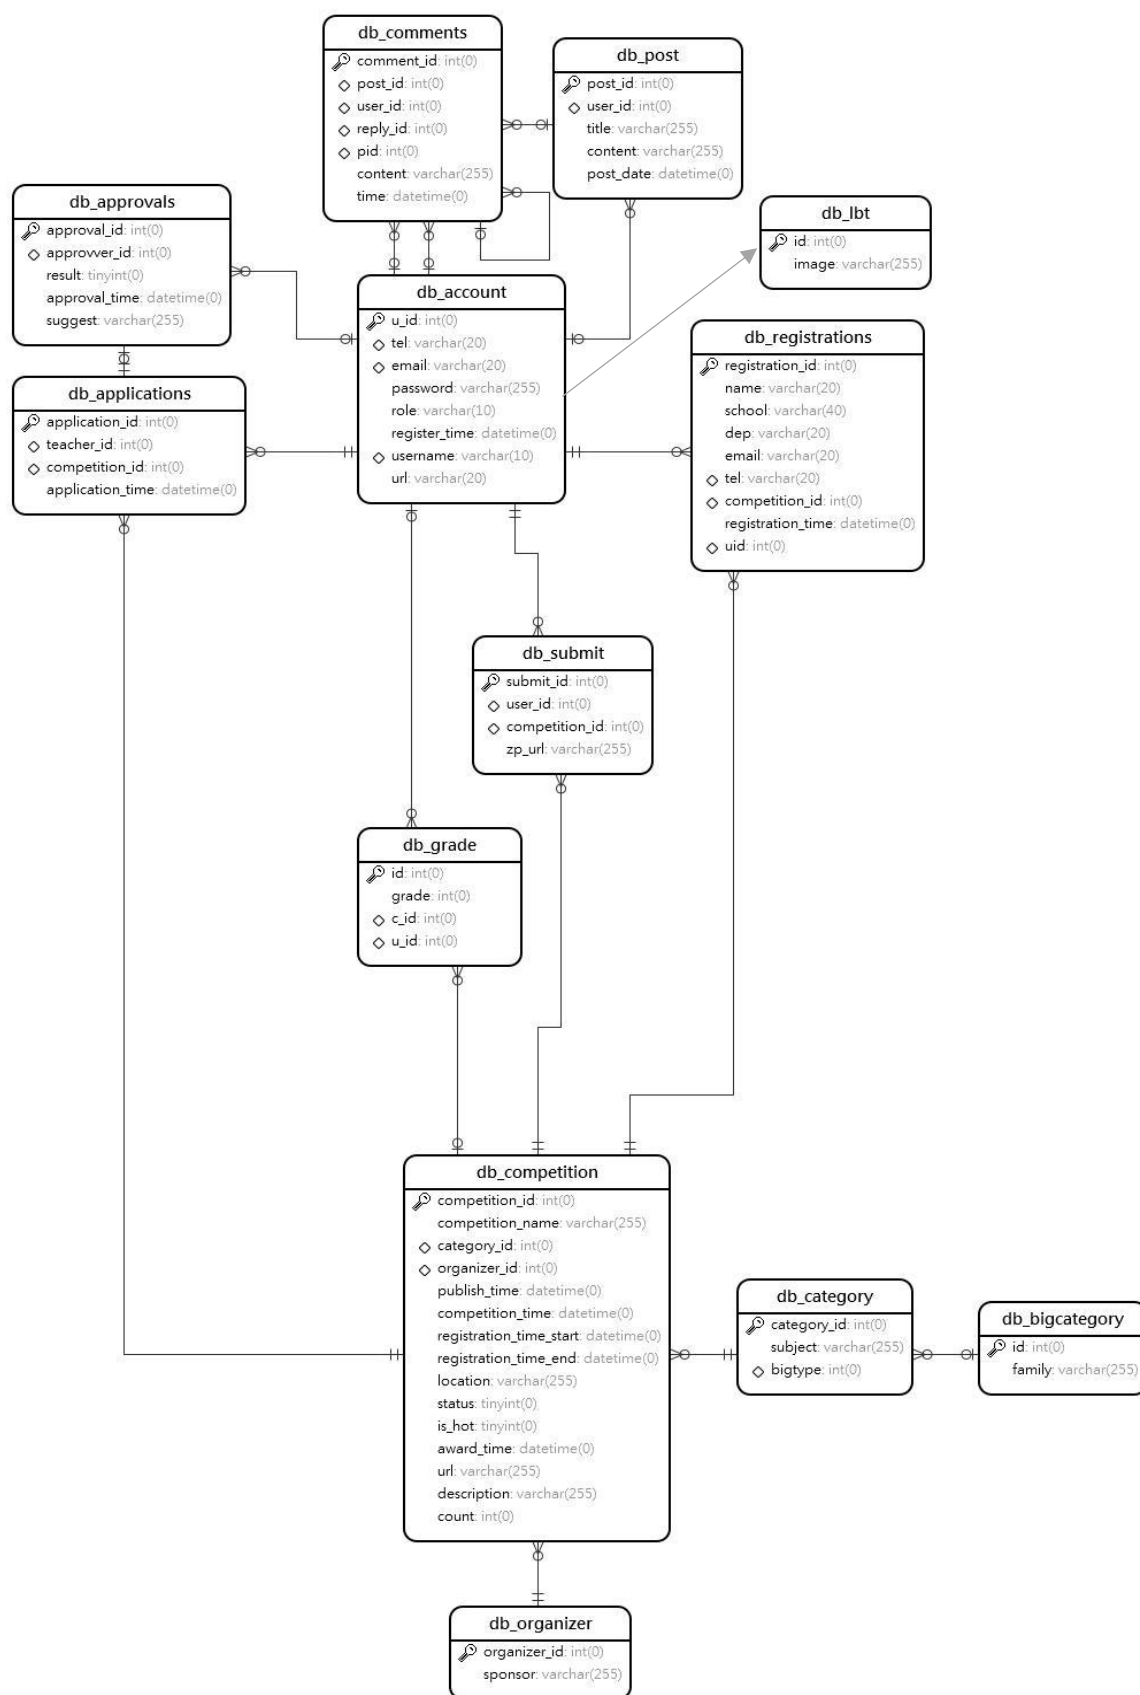 db_comments
comment_id: int(0)
post_id: int(0)
user_id: int(0)
reply_id: int(0)
pid: int(0)
content: varchar(255)
time: datetime(0)
db_post
post_id: int(0)
user_id: int(0)
title: varchar(255)
content: varchar(255)
post_date: datetime(0)
db_approvals
approval_id: int(0)
approvver_id: int(0)
result: tinyint(0)
approval_time: datetime(0)
suggest: varchar(255)
db_lbt
id: int(0)
image: varchar(255)
db_account
u_id: int(0)
tel: varchar(20)
email: varchar(20)
password: varchar(255)
role: varchar(10)
register_time: datetime(0)
username: varchar(10)
url: varchar(20)
db_registrations
registration_id: int(0)
name: varchar(20)
school: varchar(40)
dep: varchar(20)
email: varchar(20)
tel: varchar(20)
competition_id: int(0)
registration_time: datetime(0)
uid: int(0)
db_applications
application_id: int(0)
teacher_id: int(0)
competition_id: int(0)
application_time: datetime(0)
db_submit
submit_id: int(0)
user_id: int(0)
competition_id: int(0)
zp_url: varchar(255)
db_grade
id: int(0)
grade: int(0)
c_id: int(0)
u_id: int(0)
db_competition
competition_id: int(0)
competition_name: varchar(255)
category_id: int(0)
organizer_id: int(0)
publish_time: datetime(0)
competition_time: datetime(0)
registration_time_start: datetime(0)
registration_time_end: datetime(0)
location: varchar(255)
status: tinyint(0)
is_hot: tinyint(0)
award_time: datetime(0)
url: varchar(255)
description: varchar(255)
count: int(0)
db_category
category_id: int(0)
subject: varchar(255)
bigtype: int(0)
db_bigcategory
id: int(0)
family: varchar(255)
db_organizer
organizer_id: int(0)
sponsor: varchar(255)